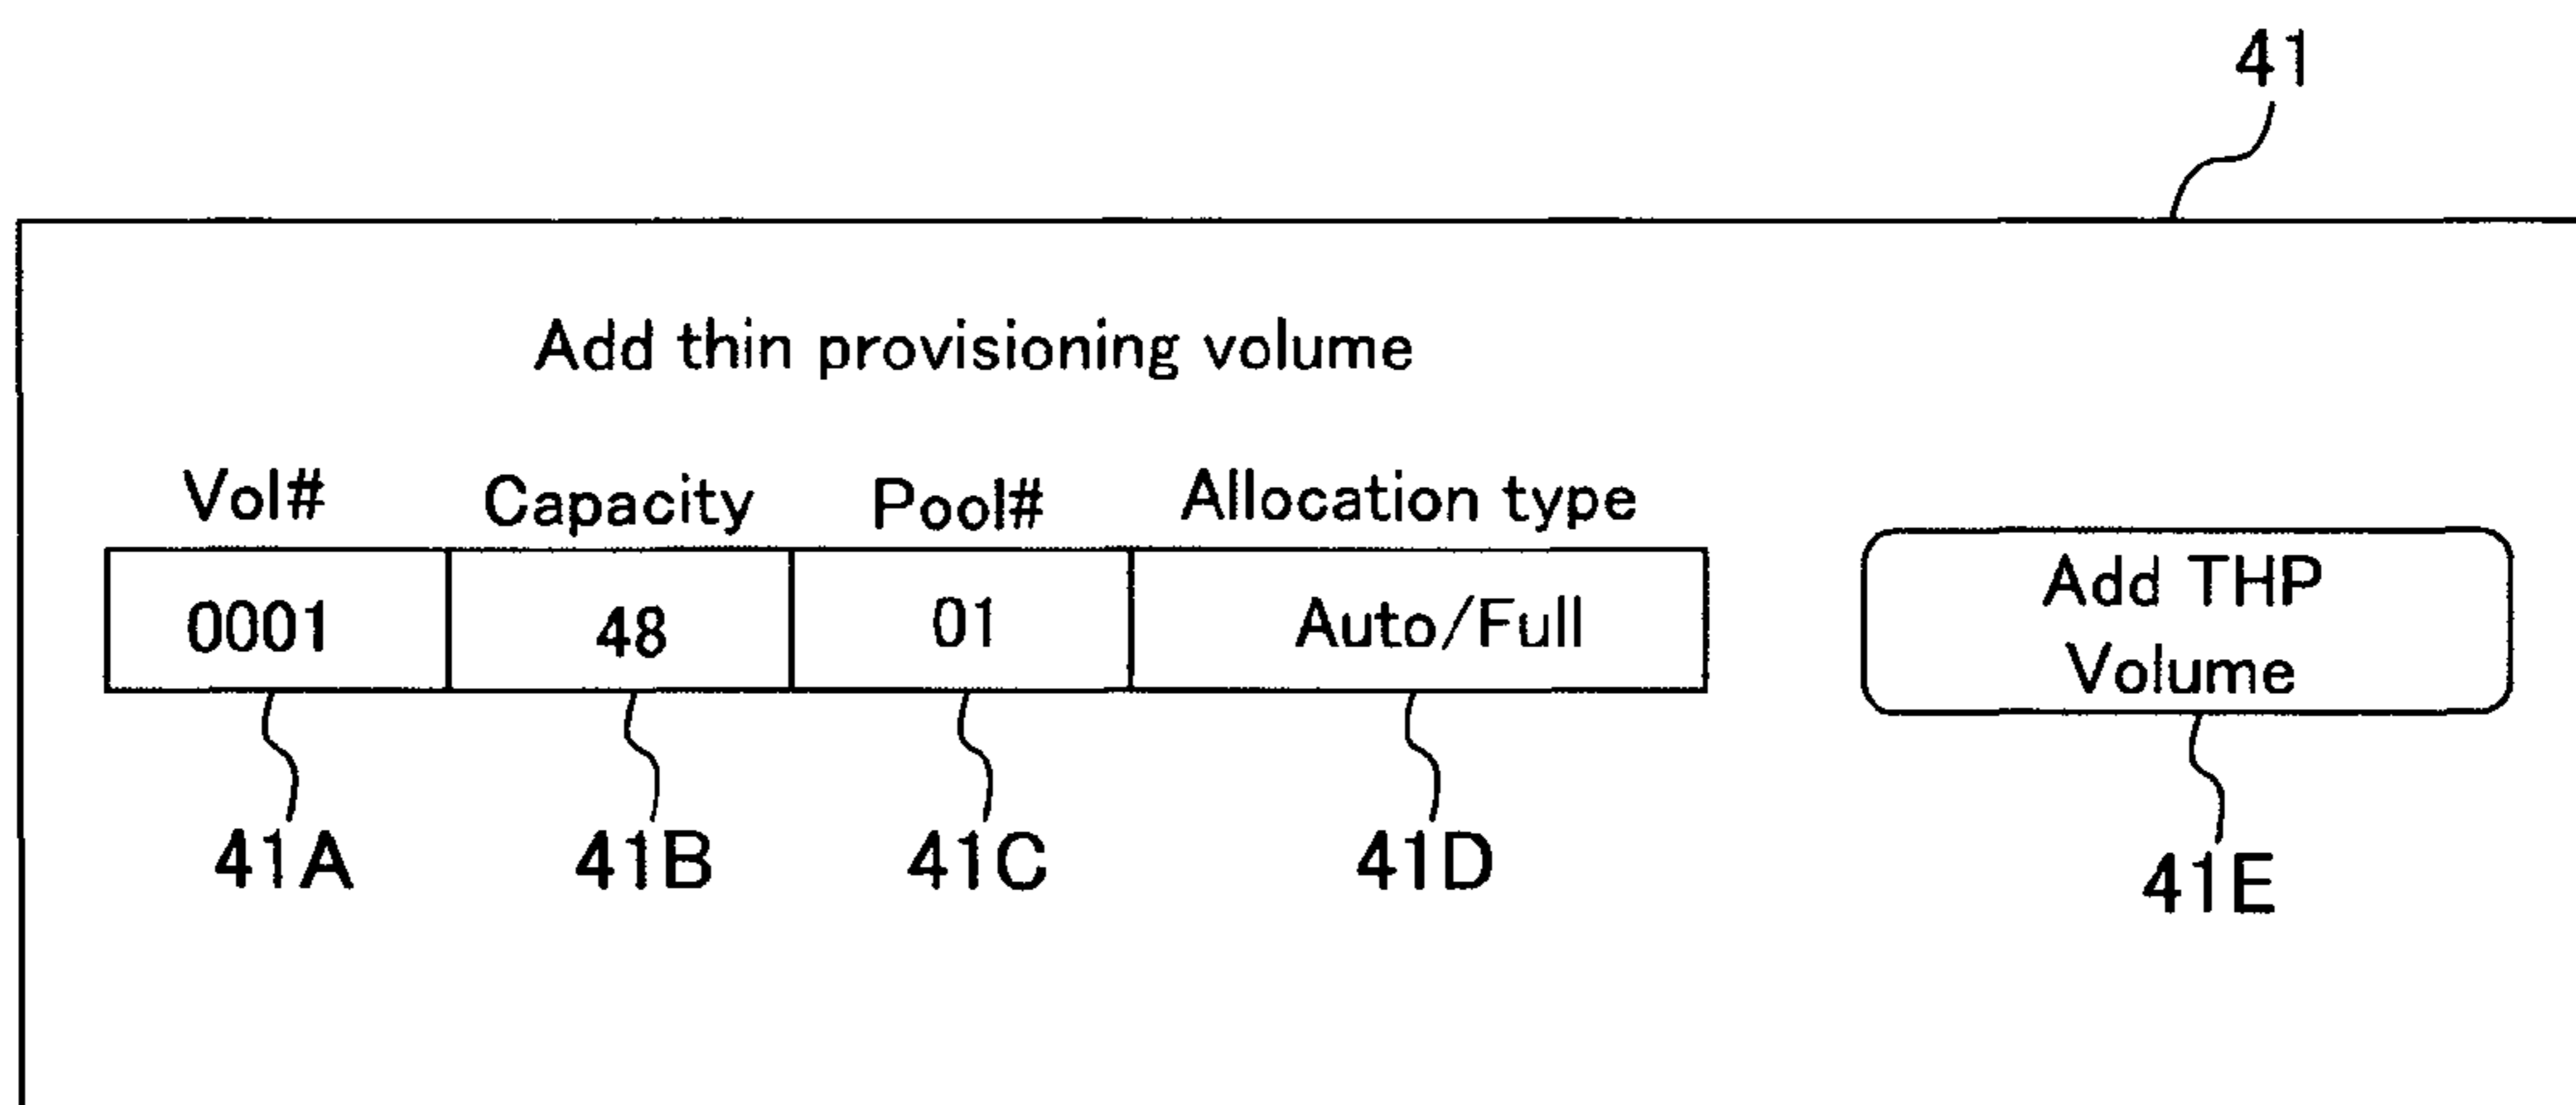 41
Add thin provisioning volume
Vol# Capacity Pool# Allocation type
0001 48 01 Auto/Full
Add THP
Volume
41A 41B 41C 41D 41E